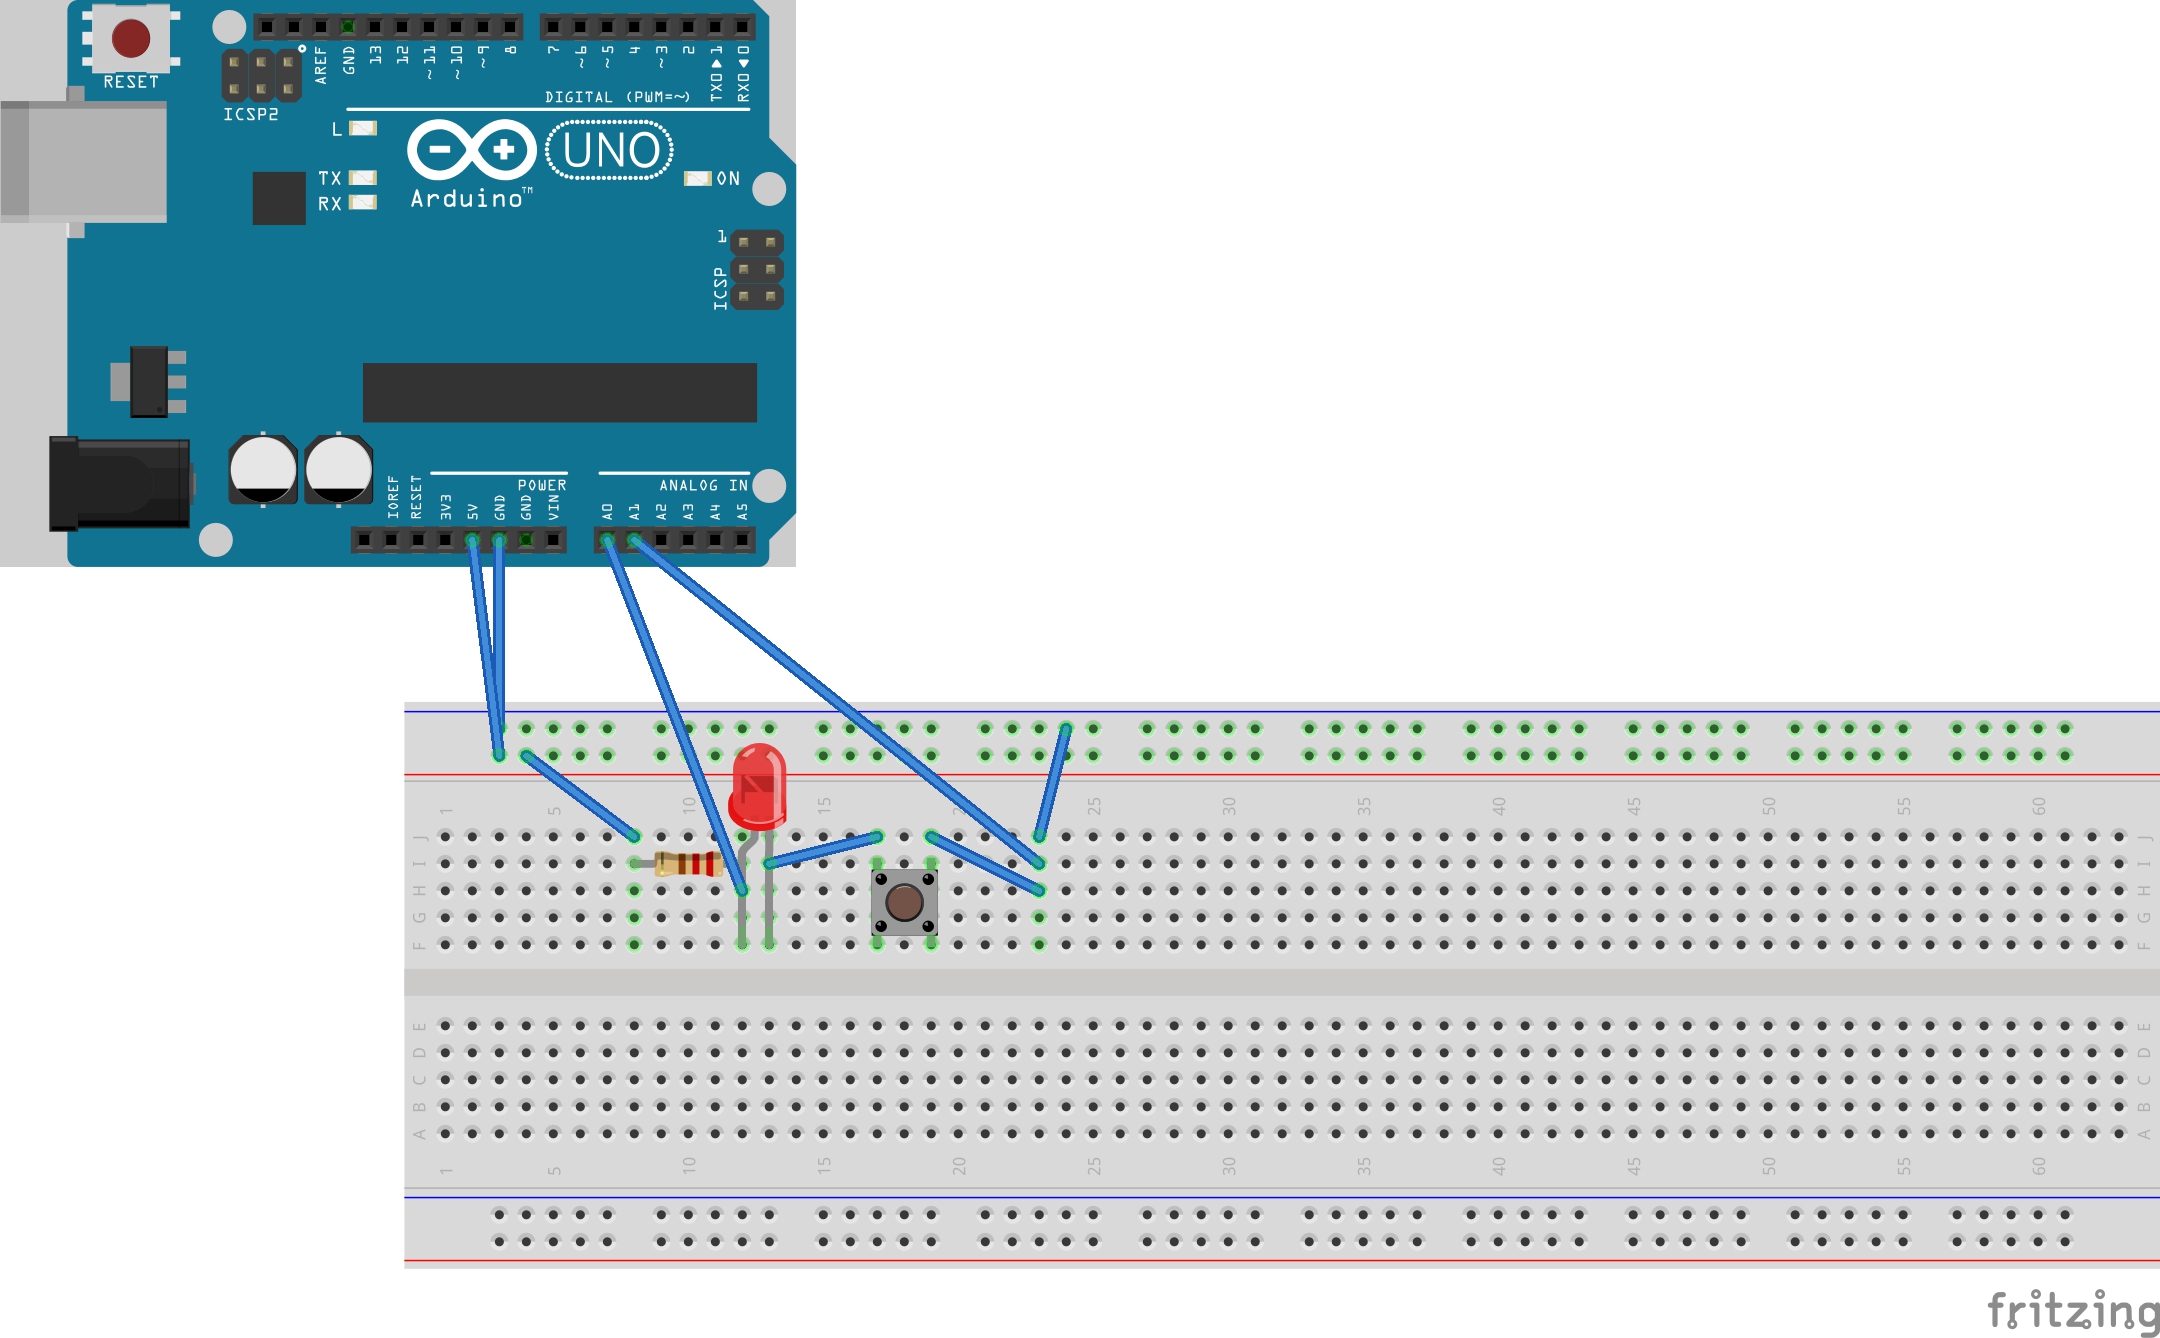 RESET
ICSP2
AREF
GND
13
12
~11
~10
~9
8
7
~6
~5
4
~3
2
TX0▶1
RX0◀0
DIGITAL (PWM=~)
L
TX
RX
Arduino™
UNO
ON
1
ICSP
IOREF
RESET
3V3
5V
GND
GND
VIN
POWER
ANALOG IN
A0
A1
A2
A3
A4
A5
1 5 10 15 25 30 35 40 45 50 55 60
J J
I I
H H
G G
F F
E E
D D
C C
B B
A A
1 5 10 15 20 25 30 35 40 45 50 55 60
fritzing